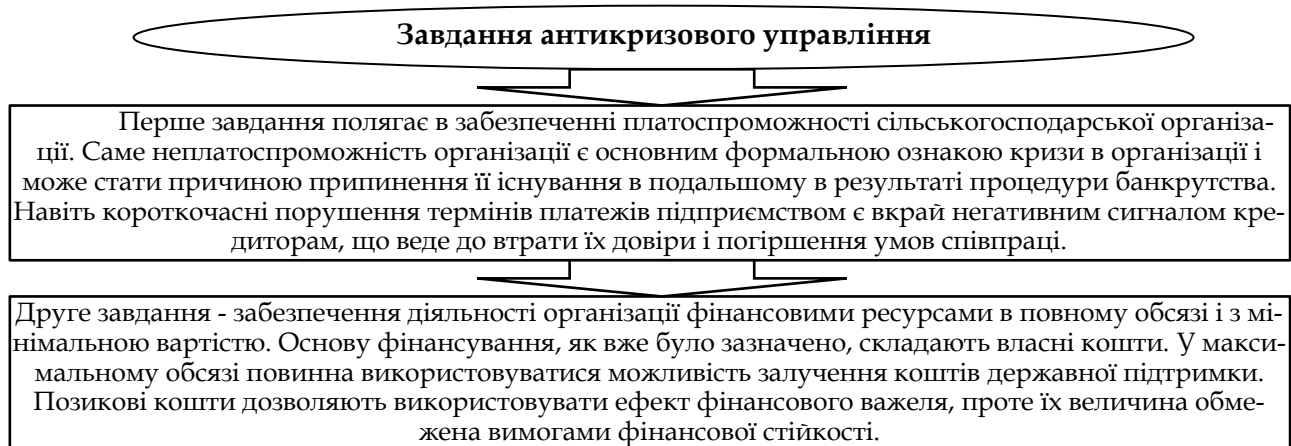 Завдання антикризового управління
Перше завдання полягає в забезпеченні платоспроможності сільськогосподарської організа-
ції. Саме неплатоспроможність організації є основним формальною ознакою кризи в організації і
може стати причиною припинення її існування в подальшому в результаті процедури банкрутства.
Навіть короткочасні порушення термінів платежів підприємством є вкрай негативним сигналом кре-
диторам, що веде до втрати їх довіри і погіршення умов співпраці.
Друге завдання - забезпечення діяльності організації фінансовими ресурсами в повному обсязі і з мі-
німальною вартістю. Основу фінансування, як вже було зазначено, складають власні кошти. У макси-
мальному обсязі повинна використовуватися можливість залучення коштів державної підтримки.
Позикові кошти дозволяють використовувати ефект фінансового важеля, проте їх величина обме-
жена вимогами фінансової стійкості.